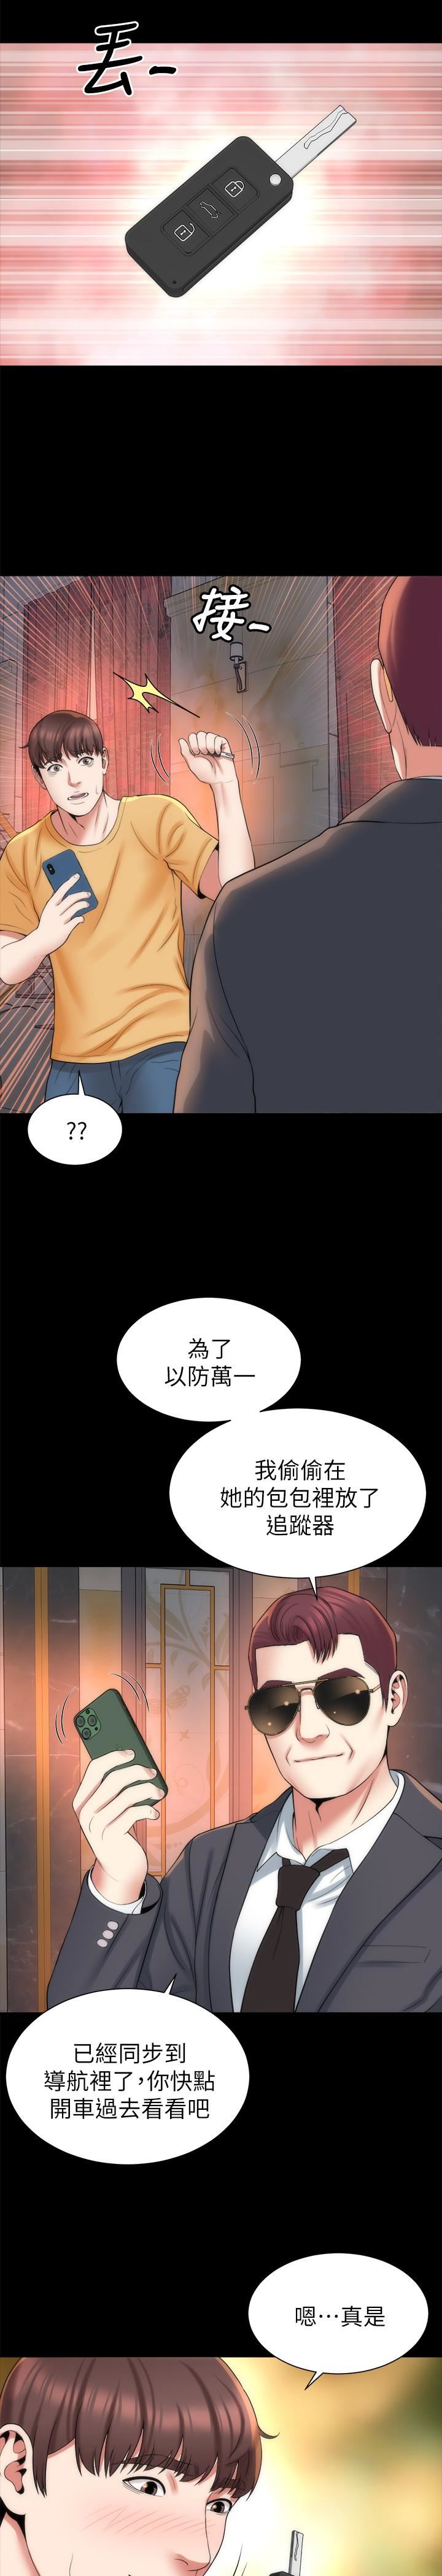 丟~
接~
??
為了
以防萬一
我偷偷在
她的包包裡放了
追蹤器
已經同步到
導航裡了,你快點
開車過去看看吧
嗯…真是